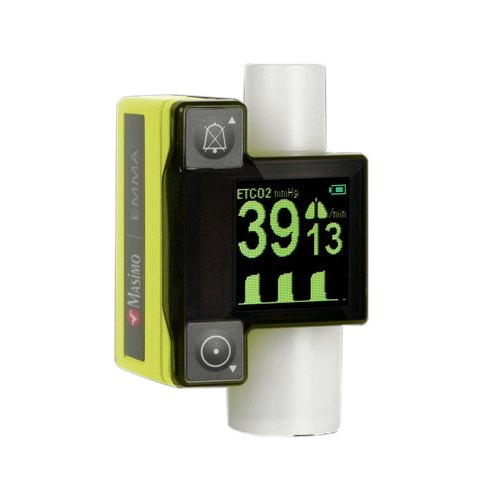 MASIMO | EMMA
ETCO2 mmHg
39
13 /min